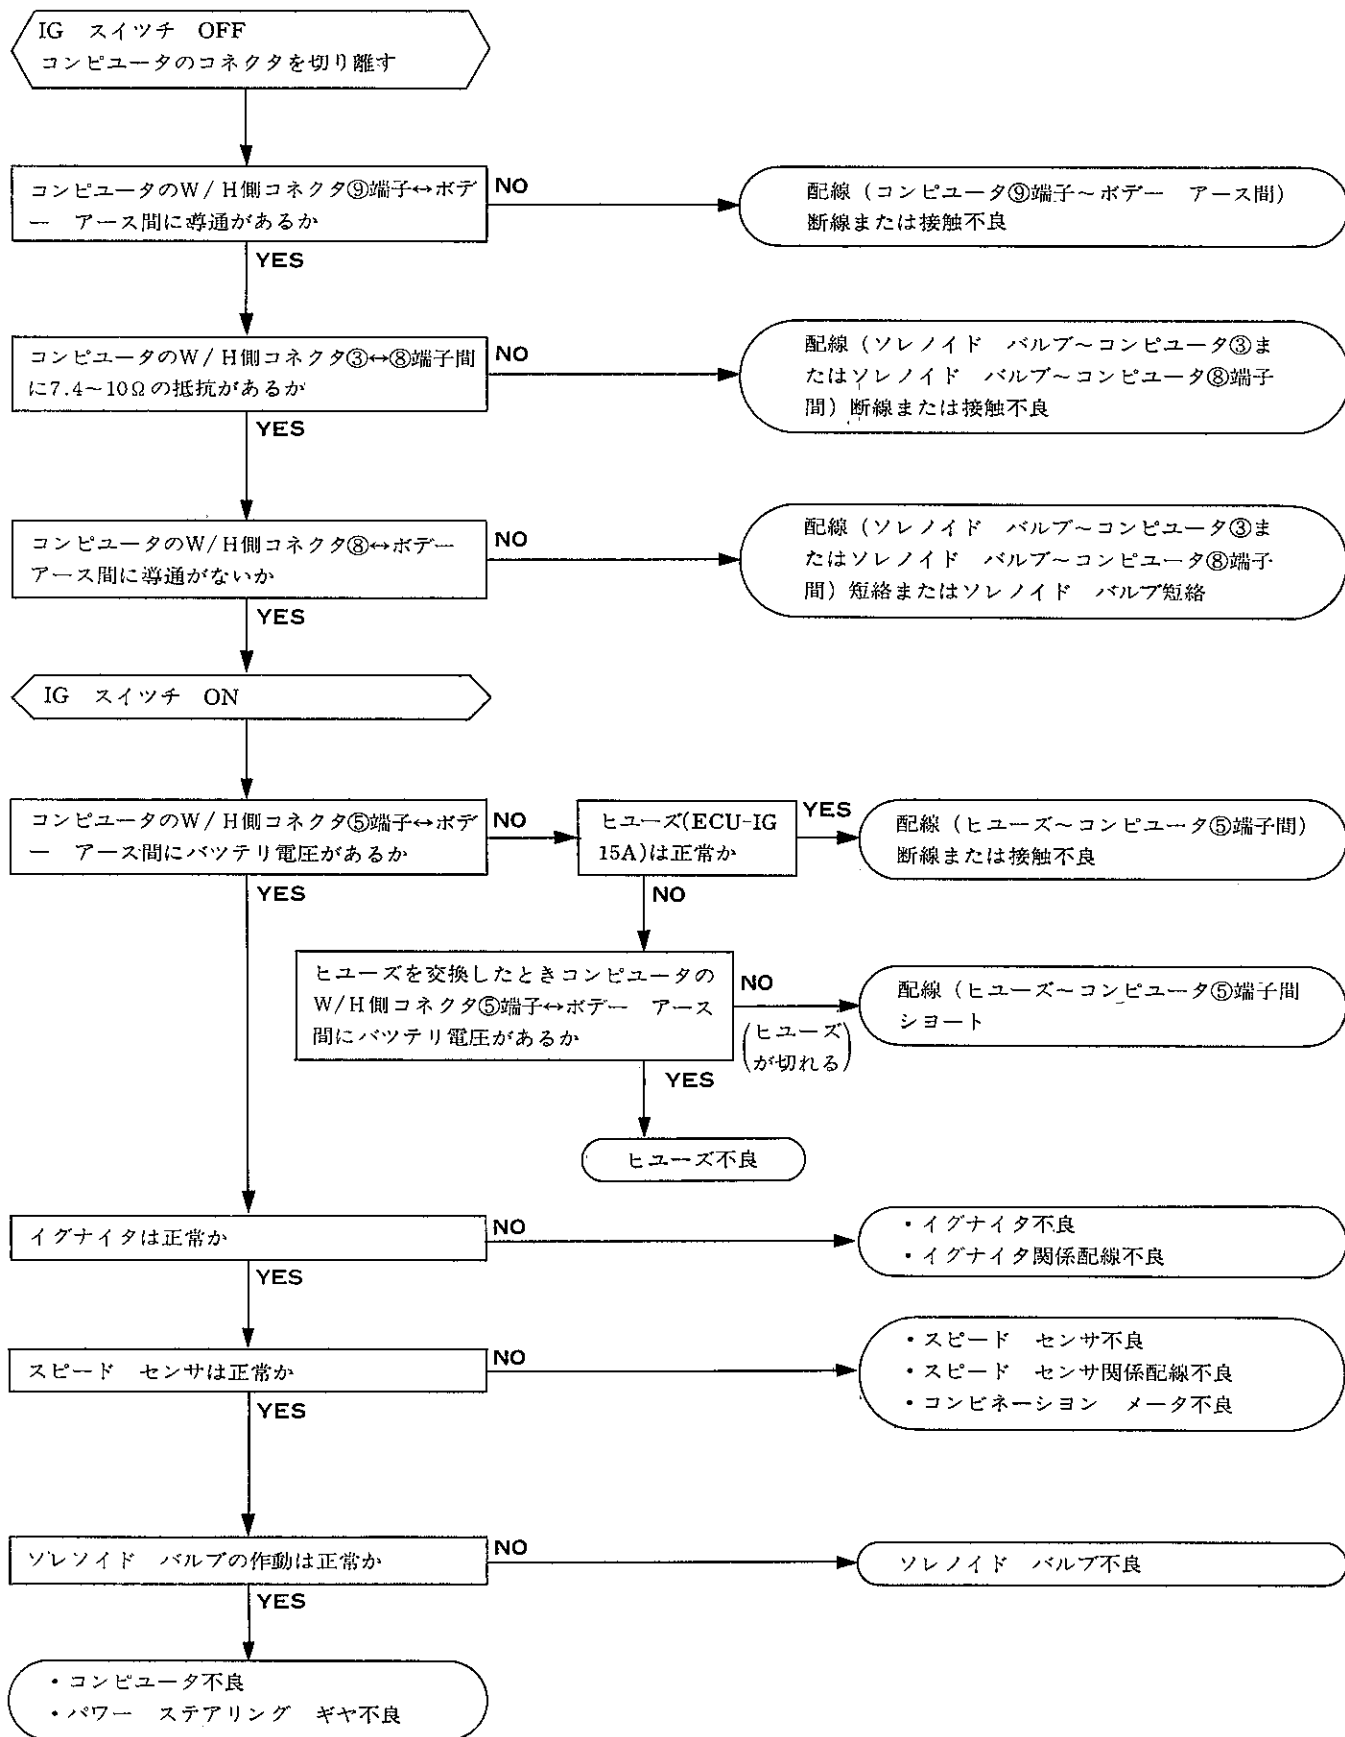 IG スイツチ OFF
コンピユータのコネクタを切り離す
コンピユータのW/H側コネクタ⑨端子↔ボデ
ー アース間に導通があるか
NO
配線（コンピユータ⑨端子～ボデー アース間）
断線または接触不良
YES
コンピユータのW/H側コネクタ③↔⑧端子間
に7.4～10Ωの抵抗があるか
NO
配線（ソレノイド バルブ～コンピユータ③ま
たはソレノイド バルブ～コンピユータ⑧端子
間）断線または接触不良
YES
コンピユータのW/H側コネクタ⑧↔ボデー
アース間に導通がないか
NO
配線（ソレノイド バルブ～コンピユータ③ま
たはソレノイド バルブ～コンピユータ⑧端子
間）短絡またはソレノイド バルブ短絡
YES
IG スイツチ ON
コンピユータのW/H側コネクタ⑤端子↔ボデ
ー アース間にバツテリ電圧があるか
NO
ヒユーズ(ECU-IG
15A)は正常か
YES
配線（ヒユーズ～コンピユータ⑤端子間）
断線または接触不良
YES
NO
ヒユーズを交換したときコンピユータの
W/H側コネクタ⑤端子↔ボデー アース
間にバツテリ電圧があるか
NO
(ヒユーズ
が切れる)
配線（ヒユーズ～コンピユータ⑤端子間
シヨート
YES
ヒユーズ不良
イグナイタは正常か
NO
・イグナイタ不良
・イグナイタ関係配線不良
YES
スピード センサは正常か
NO
・スピード センサ不良
・スピード センサ関係配線不良
・コンビネーシヨン メータ不良
YES
ソレノイド バルブの作動は正常か
NO
ソレノイド バルブ不良
YES
・コンピユータ不良
・パワー ステアリング ギヤ不良